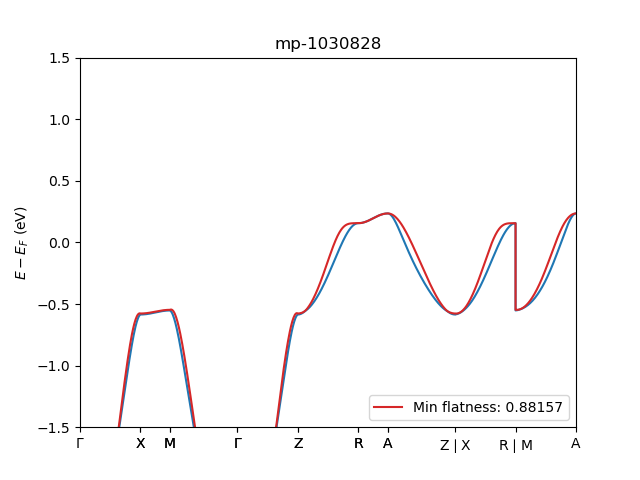 mp-1030828
1.5
1.0
0.5
0.0
−0.5
−1.0
−1.5
E − E_F (eV)
Min flatness: 0.88157
Γ X M Γ Z R A Z | X R | M A